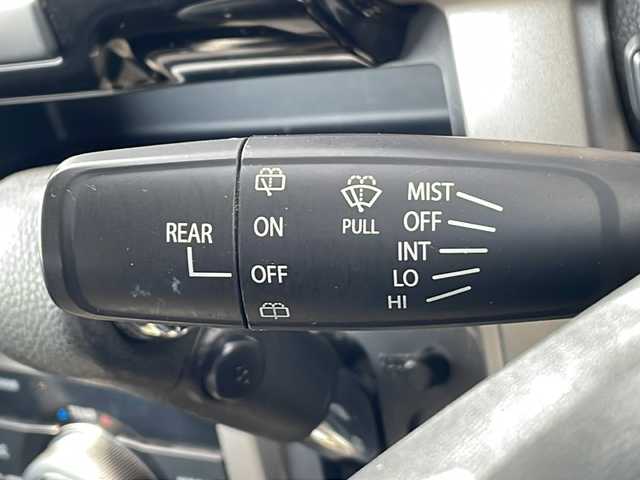 REAR
ON
OFF
PULL
MIST
OFF
INT
LO
HI